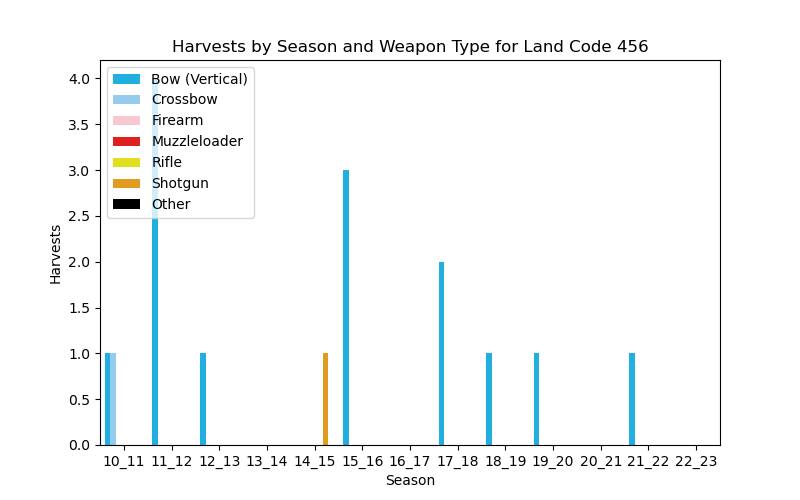 Harvests by Season and Weapon Type for Land Code 456
4.0
3.5
3.0
2.5
2.0
1.5
1.0
0.5
0.0
Harvests
Bow (Vertical)
Crossbow
Firearm
Muzzleloader
Rifle
Shotgun
Other
10_11 11_12 12_13 13_14 14_15 15_16 16_17 17_18 18_19 19_20 20_21 21_22 22_23
Season